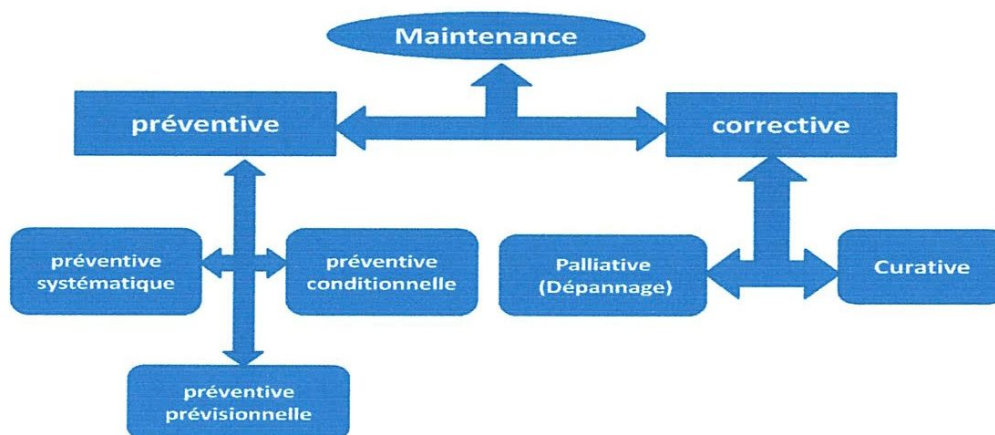 Maintenance
préventive
corrective
préventive
systématique
préventive
conditionnelle
Palliative
(Dépannage)
Curative
préventive
prévisionnelle